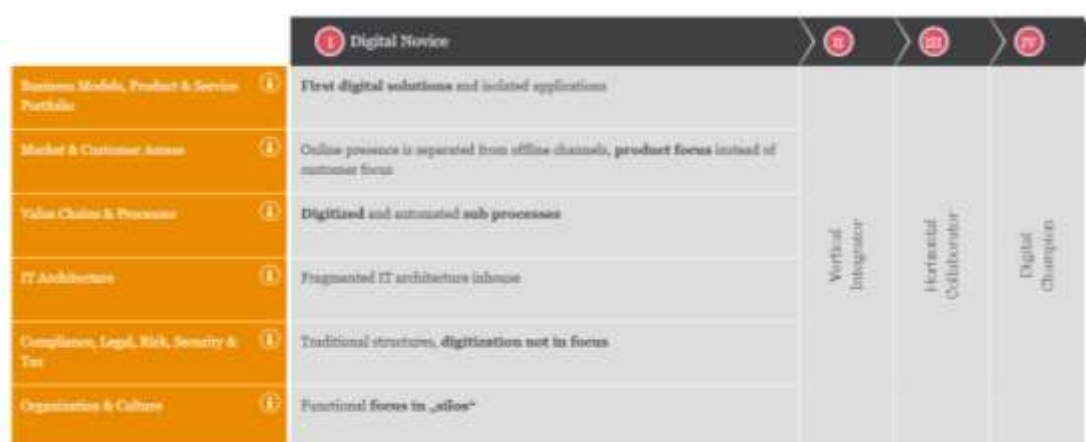 I Digital Novice
II
III
IV
Business Models, Product & Service
Portfolio
First digital solutions and isolated applications
Market & Customer Access
Online presence is separated from offline channels, product focus instead of
customer focus
Value Chains & Processes
Digitized and automated sub processes
IT Architecture
Fragmented IT architecture inhouse
Compliance, Legal, Risk, Security &
Tax
Traditional structures, digitization not in focus
Organization & Culture
Functional focus in „silos“
Vertical
Integrator
Horizontal
Collaborator
Digital
Champion